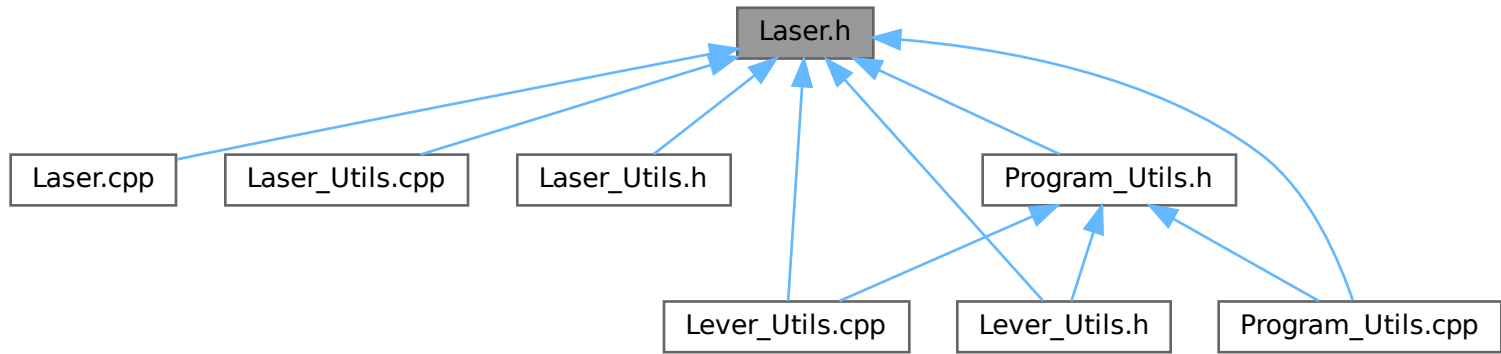 Laser.h
Laser.cpp
Laser_Utils.cpp
Laser_Utils.h
Program_Utils.h
Lever_Utils.cpp
Lever_Utils.h
Program_Utils.cpp